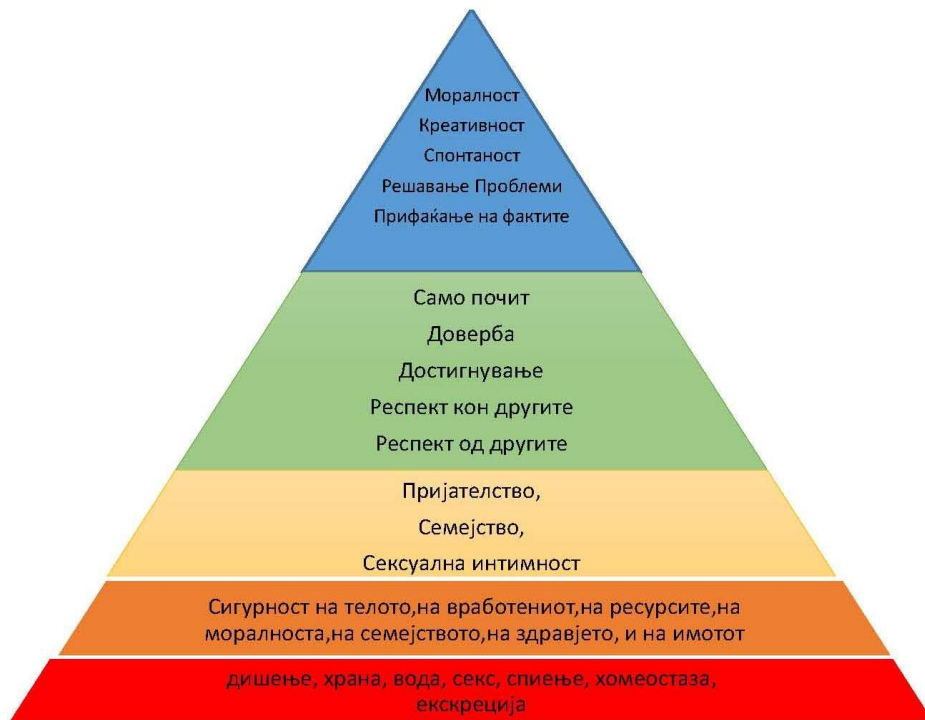 Моралност
Креативност
Спонтаност
Решавање Проблеми
Прифаќање на фактите
Само почит
Доверба
Достигнување
Респект кон другите
Респект од другите
Пријателство,
Семејство,
Сексуална интимност
Сигурност на телото,на вработениот,на ресурсите,на
моралноста,на семејството,на здравјето, и на имотот
дишење, храна, вода, секс, спиење, хомеостаза,
екскреција